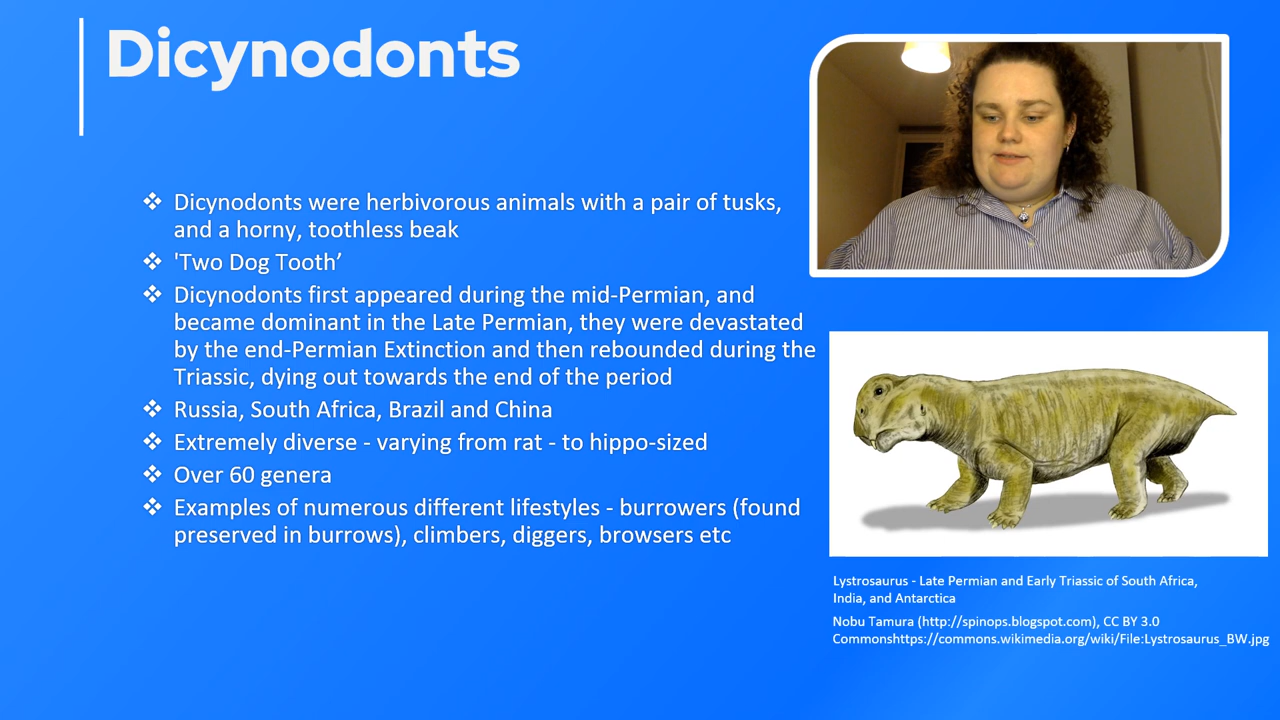 Dicynodonts
❖ Dicynodonts were herbivorous animals with a pair of tusks,
and a horny, toothless beak
❖ 'Two Dog Tooth’
❖ Dicynodonts first appeared during the mid-Permian, and
became dominant in the Late Permian, they were devastated
by the end-Permian Extinction and then rebounded during the
Triassic, dying out towards the end of the period
❖ Russia, South Africa, Brazil and China
❖ Extremely diverse - varying from rat - to hippo-sized
❖ Over 60 genera
❖ Examples of numerous different lifestyles - burrowers (found
preserved in burrows), climbers, diggers, browsers etc
Lystrosaurus - Late Permian and Early Triassic of South Africa,
India, and Antarctica
Nobu Tamura (http://spinops.blogspot.com), CC BY 3.0
Commonshttps://commons.wikimedia.org/wiki/File:Lystrosaurus_BW.jpg